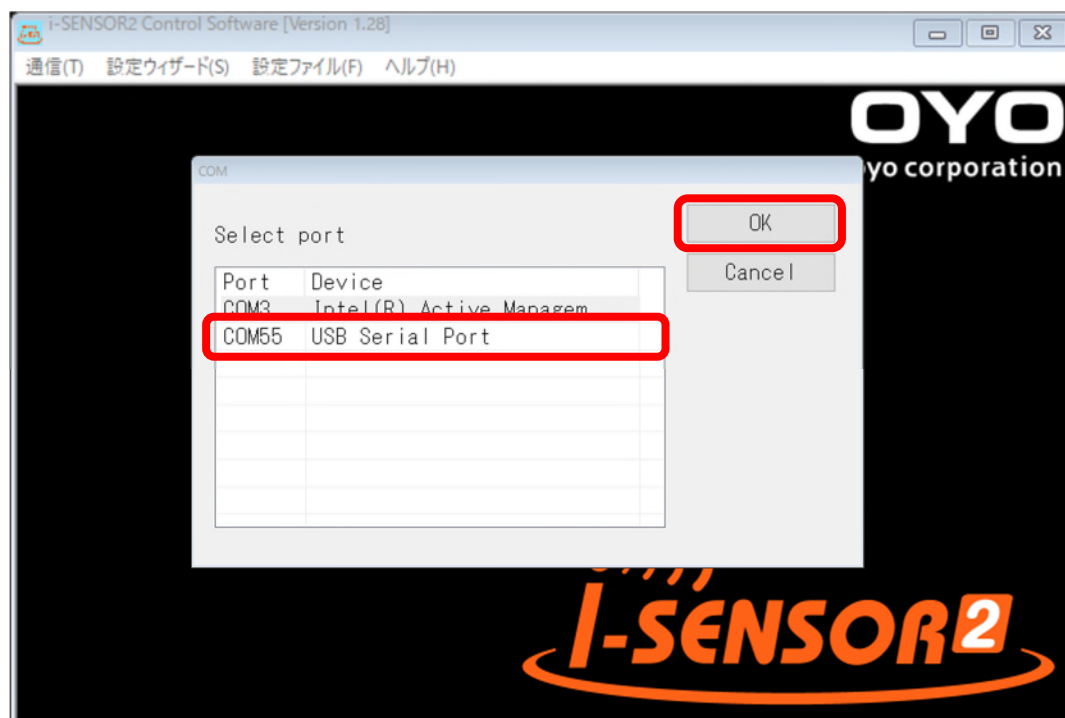 i-SENSOR2 Control Software [Version 1.28]
通信(T) 設定ウィザード(S) 設定ファイル(F) ヘルプ(H)
OYO
yo corporation
COM
Select port
OK
Cancel
Port Device
COM3 Intel(R) Active Managem
COM55 USB Serial Port
I-SENSOR2